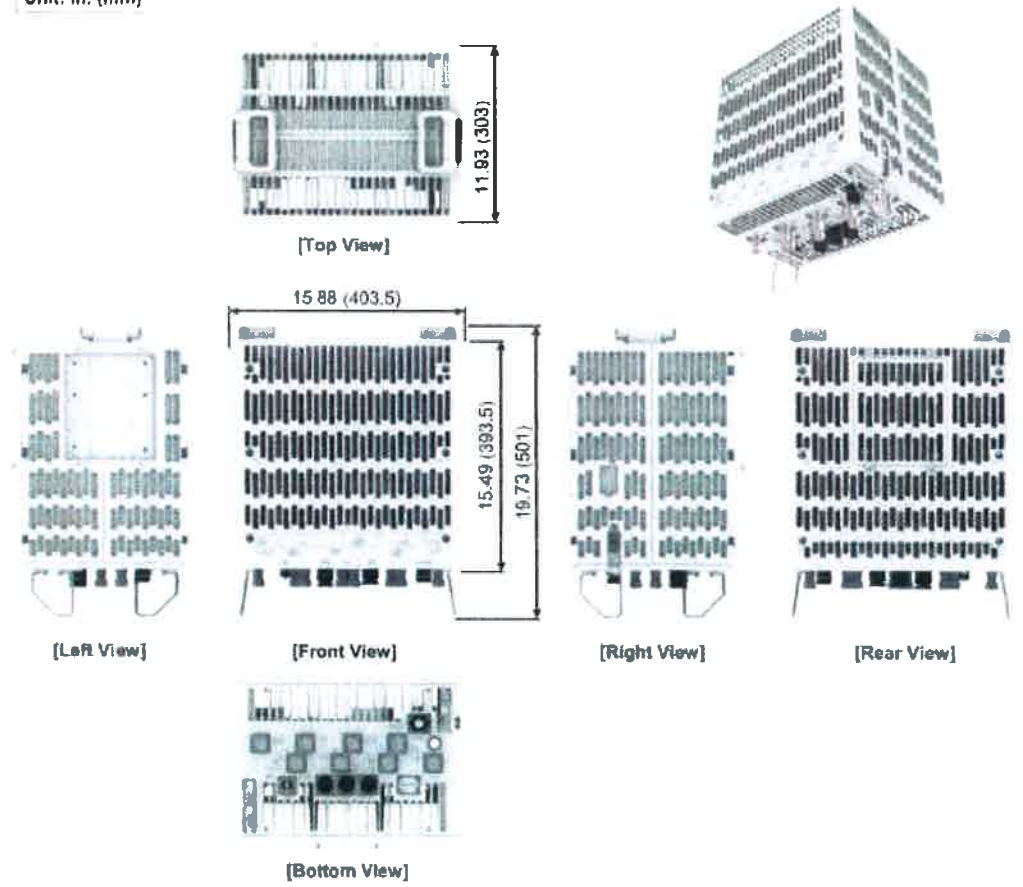 Unit: in. (mm)
11.93 (303)
[Top View]
15 88 (403.5)
15.49 (393.5)
19.73 (501)
[Left View]
[Front View]
[Right View]
[Rear View]
[Bottom View]